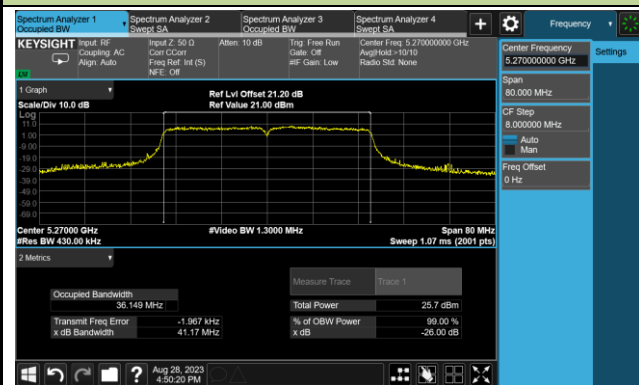 Spectrum Analyzer 1
Occupied BW
Spectrum Analyzer 2
Swept SA
Spectrum Analyzer 3
Occupied BW
Spectrum Analyzer 4
Swept SA
+
Frequency
KEYSIGHT
Input: RF
Coupling: AC
Align: Auto
Input Z: 50 Ω
Corr CCorr
Freq Ref: Int (S)
NFE: Off
Atten: 10 dB
Trig: Free Run
Gate: Off
#IF Gain: Low
Center Freq: 5.270000000 GHz
Avg|Hold:>10/10
Radio Std: None
Center Frequency
5.270000000 GHz
Settings
Span
80.000 MHz
CF Step
8.000000 MHz
Auto
Man
Freq Offset
0 Hz
1 Graph
Scale/Div 10.0 dB
Ref Lvl Offset 21.20 dB
Ref Value 21.00 dBm
Log
11.0
1.00
-9.00
-19.0
-29.0
-39.0
-49.0
-59.0
-69.0
Center 5.27000 GHz
#Res BW 430.00 kHz
#Video BW 1.3000 MHz
Span 80 MHz
Sweep 1.07 ms (2001 pts)
2 Metrics
Measure Trace
Trace 1
Occupied Bandwidth
36.149 MHz
Total Power
25.7 dBm
Transmit Freq Error
-1.967 kHz
% of OBW Power
99.00 %
x dB Bandwidth
41.17 MHz
x dB
-26.00 dB
?
Aug 28, 2023
4:50:20 PM